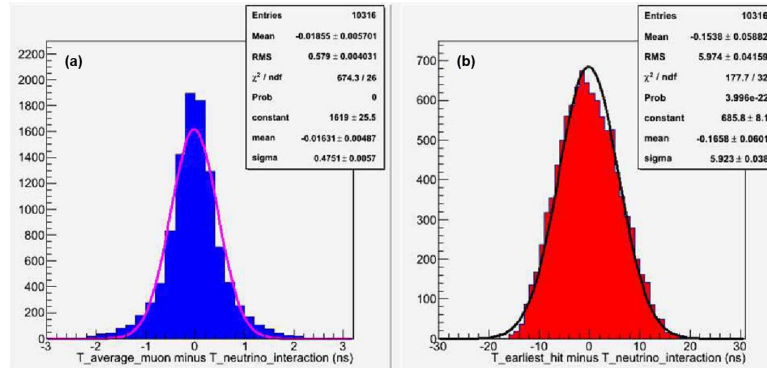 (a)
Entries 10316
Mean -0.01855 ± 0.005701
RMS 0.579 ± 0.004031
χ² / ndf 674.3 / 26
Prob 0
constant 1619 ± 25.5
mean -0.01631 ± 0.00487
sigma 0.4751 ± 0.0057
2200
2000
1800
1600
1400
1200
1000
800
600
400
200
0
-3 -2 -1 0 1 2 3
T_average_muon minus T_neutrino_interaction (ns)
(b)
Entries 10316
Mean -0.1538 ± 0.05882
RMS 5.974 ± 0.04159
χ² / ndf 177.7 / 32
Prob 3.996e-22
constant 685.8 ± 8.1
mean -0.1658 ± 0.0601
sigma 5.923 ± 0.038
700
600
500
400
300
200
100
0
-30 -20 -10 0 10 20 30
T_earliest_hit minus T_neutrino_interaction (ns)